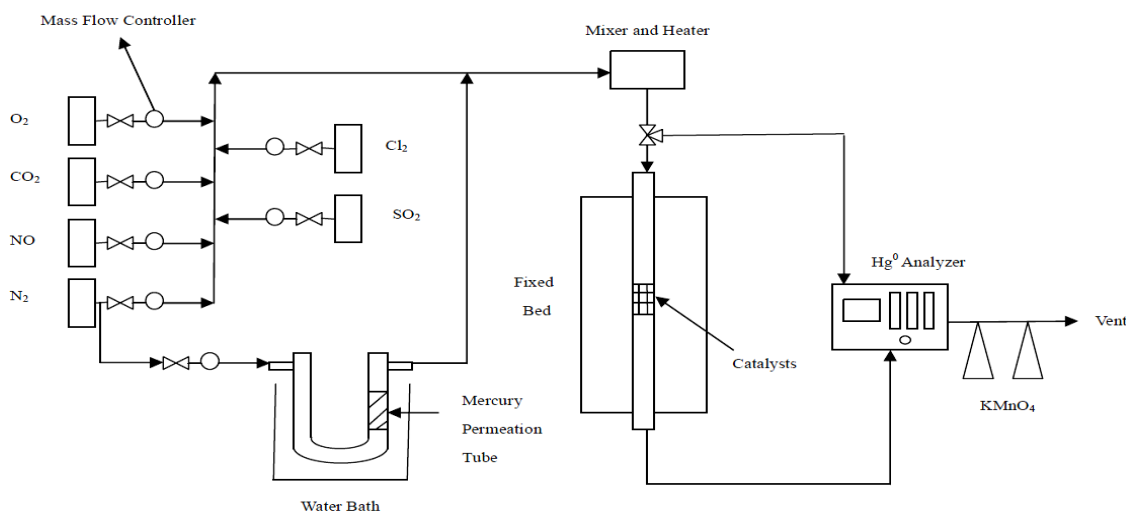 Mass Flow Controller
Mixer and Heater
O₂
Cl₂
CO₂
SO₂
NO
N₂
Hg⁰ Analyzer
Fixed
Bed
Vent
Catalysts
Mercury
Permeation
Tube
KMnO₄
Water Bath